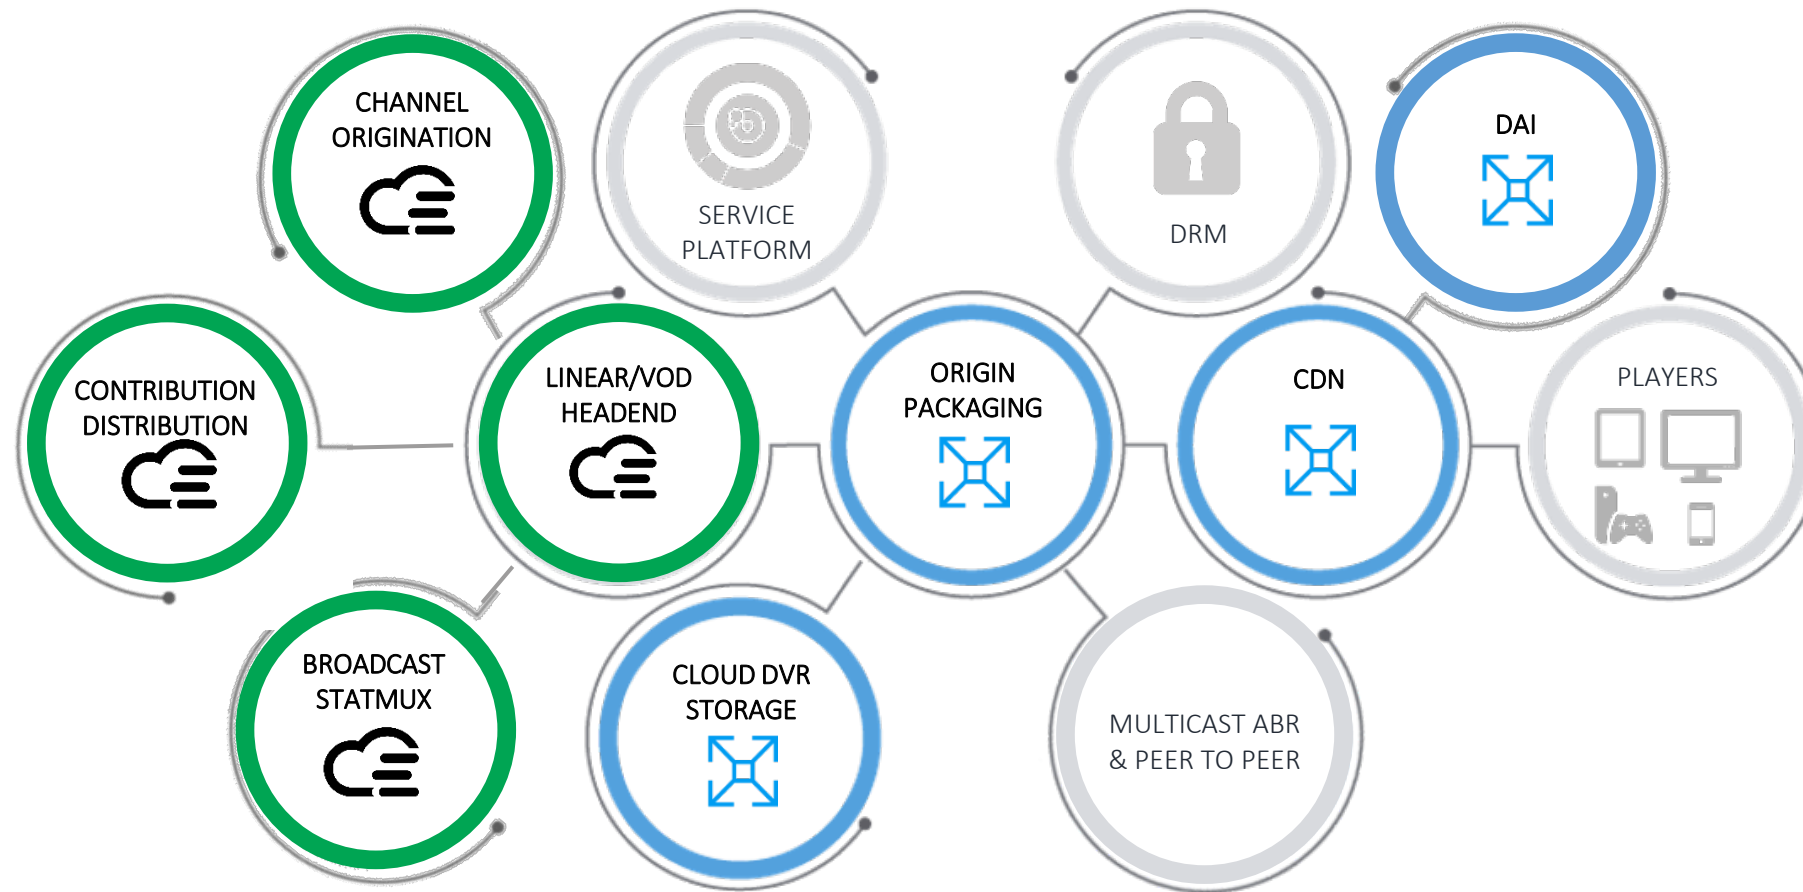 CHANNEL
ORIGINATION
SERVICE
PLATFORM
DRM
DAI
CONTRIBUTION
DISTRIBUTION
LINEAR/VOD
HEADEND
ORIGIN
PACKAGING
CDN
PLAYERS
BROADCAST
STATMUX
CLOUD DVR
STORAGE
MULTICAST ABR
& PEER TO PEER